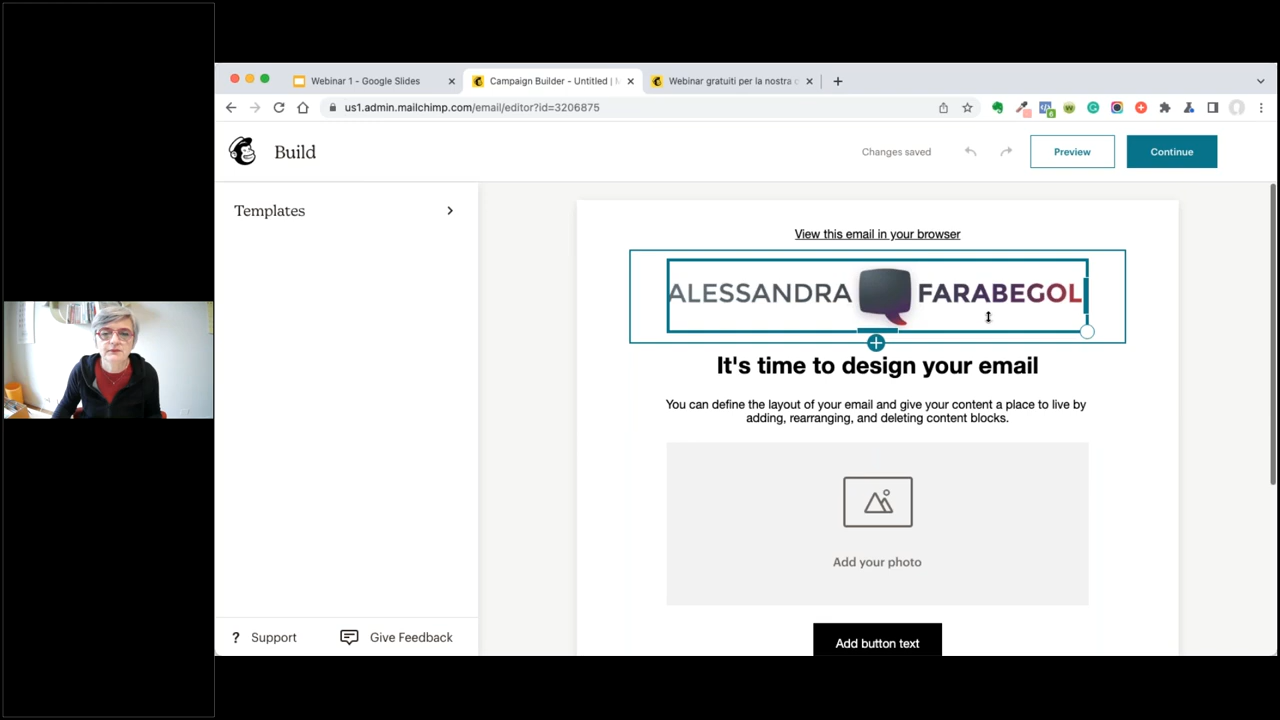 Webinar 1 - Google Slides
Campaign Builder - Untitled |
Webinar gratuiti per la nostra
us1.admin.mailchimp.com/email/editor?id=3206875
Build
Changes saved
Preview
Continue
Templates
View this email in your browser
ALESSANDRA FARABEGOL
It's time to design your email
You can define the layout of your email and give your content a place to live by
adding, rearranging, and deleting content blocks.
Add your photo
Add button text
? Support
Give Feedback